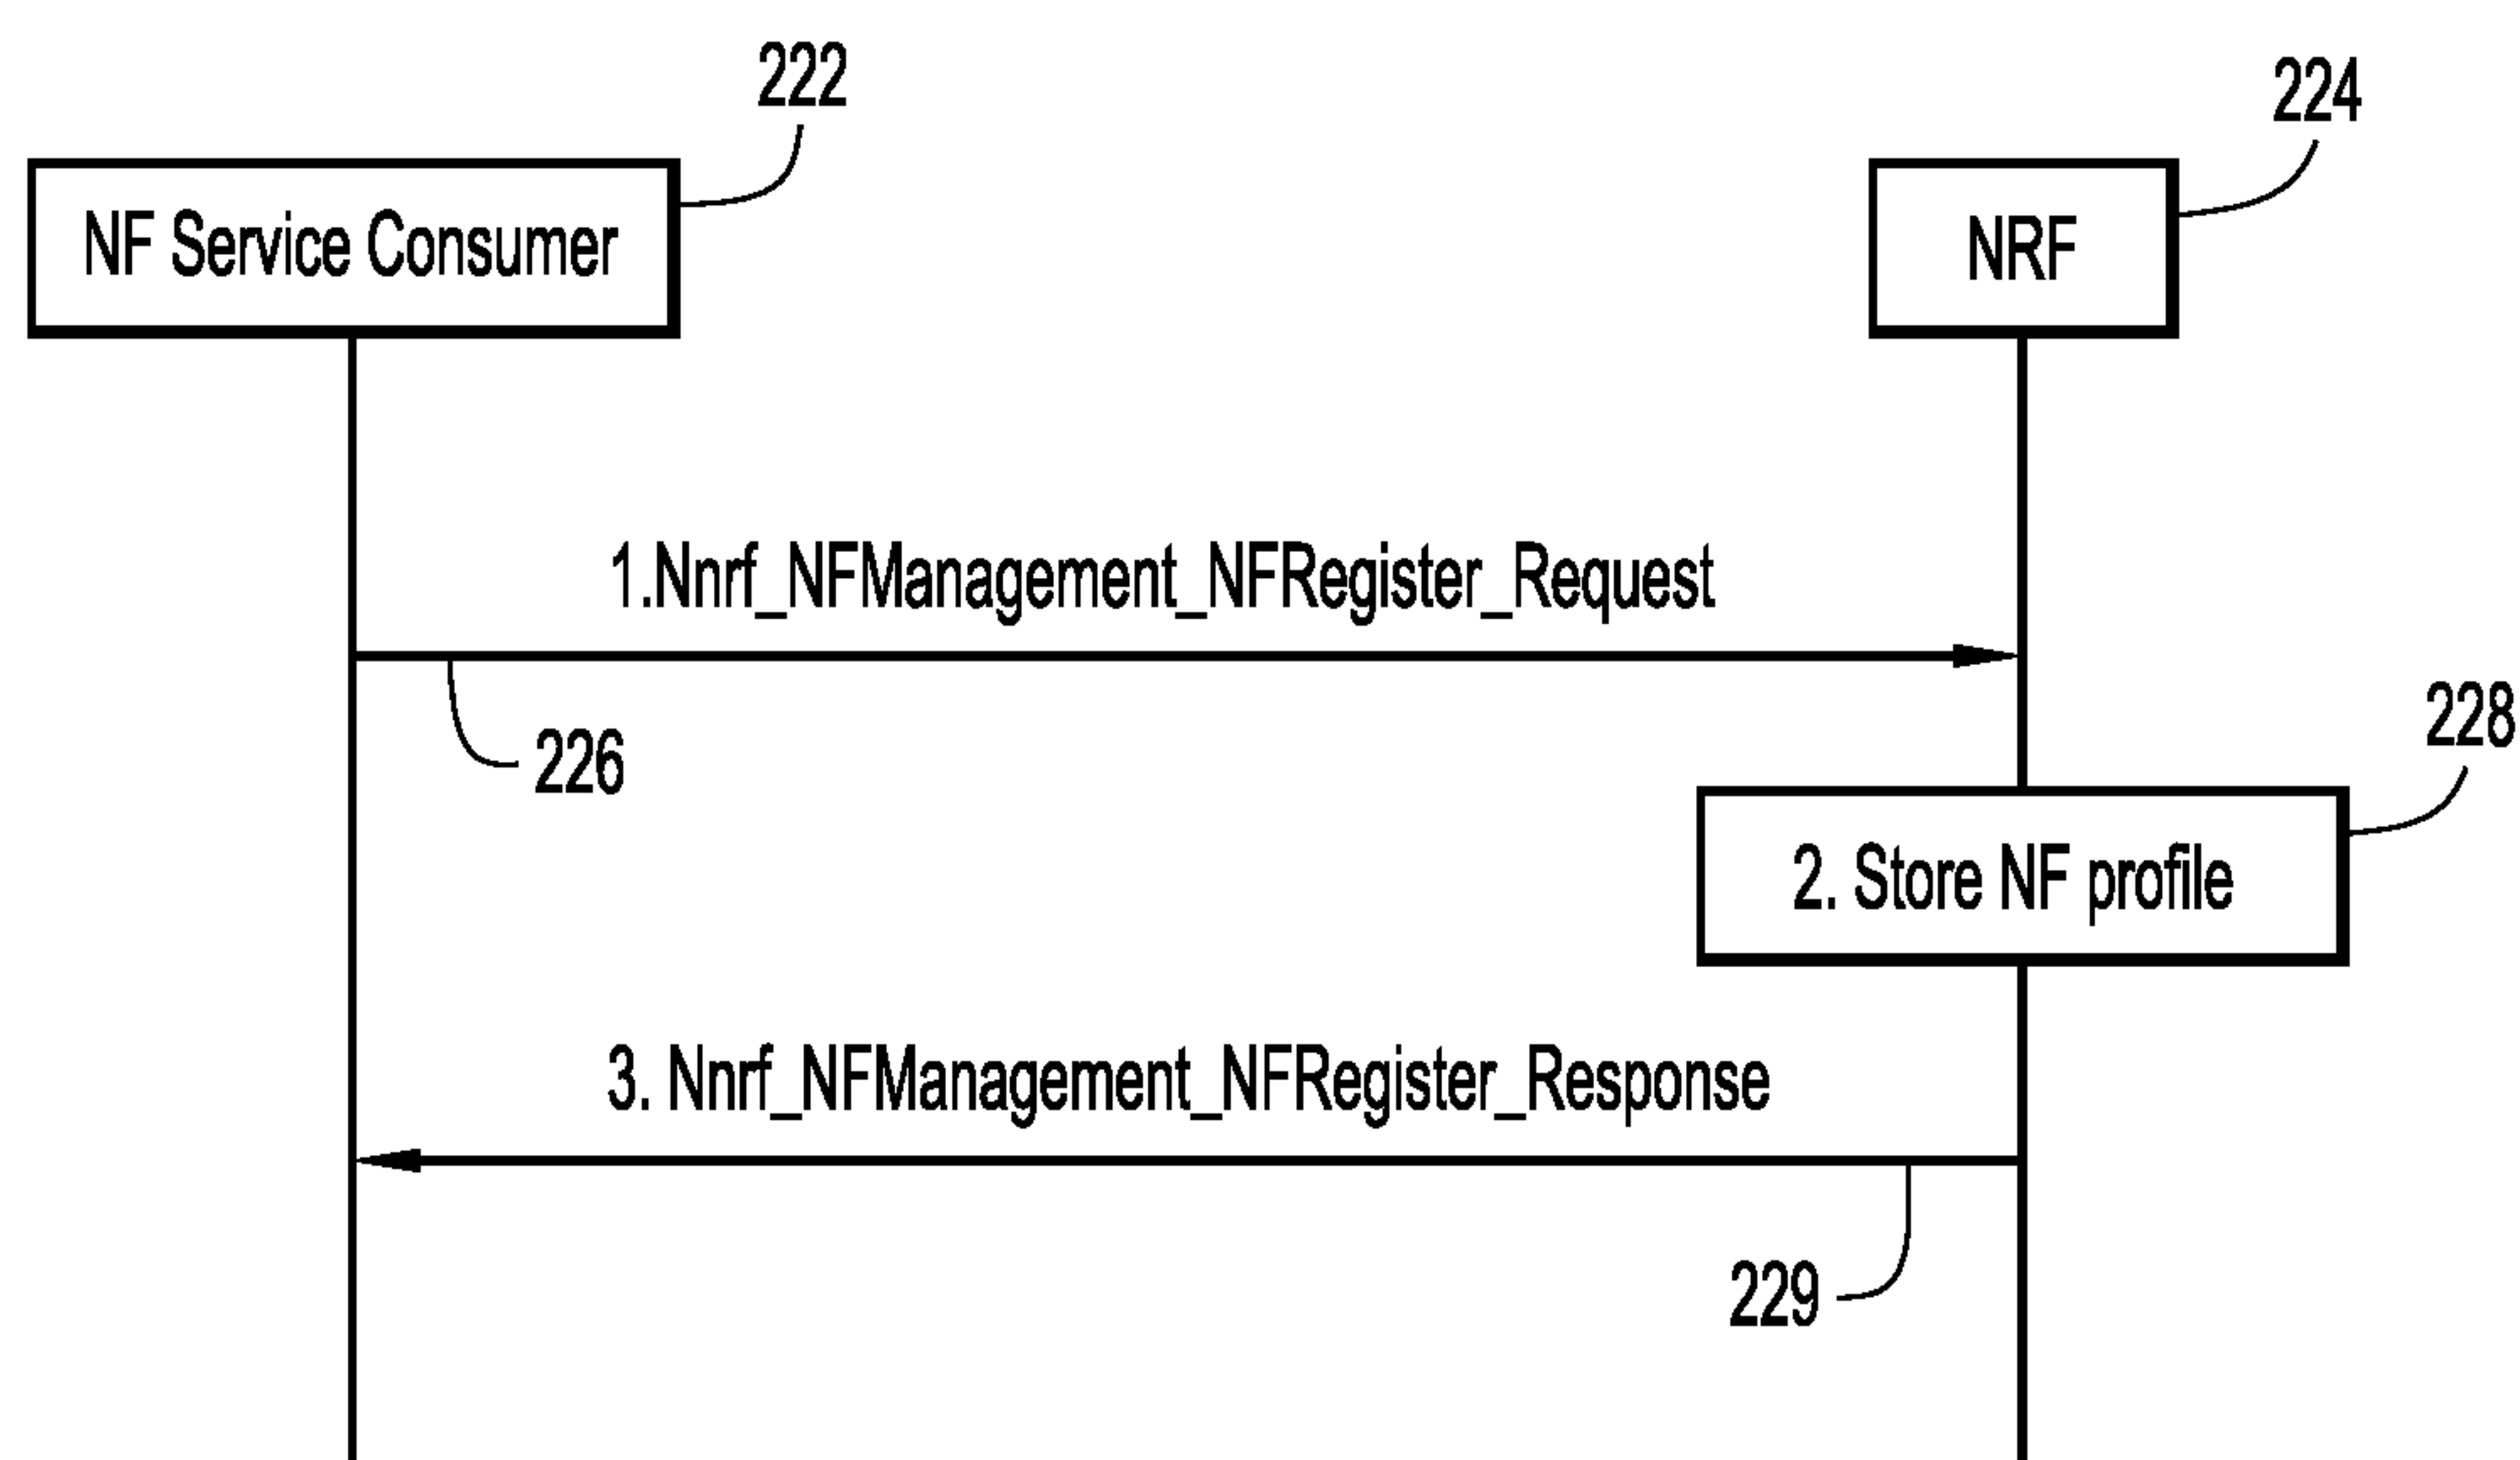 222
224
NF Service Consumer
NRF
1.Nnrf_NFManagement_NFRegister_Request
226
228
2. Store NF profile
3. Nnrf_NFManagement_NFRegister_Response
229